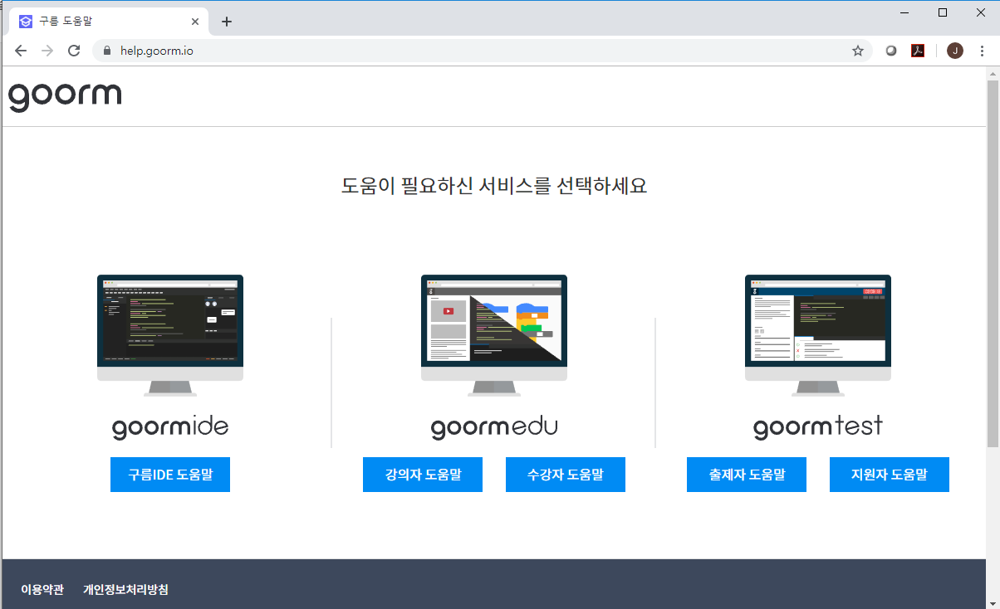 구름 도움말
help.goorm.io
J
goorm
도움이 필요하신 서비스를 선택하세요
goormide
goormedu
goormtest
구름IDE 도움말
강의자 도움말
수강자 도움말
출제자 도움말
지원자 도움말
이용약관 개인정보처리방침